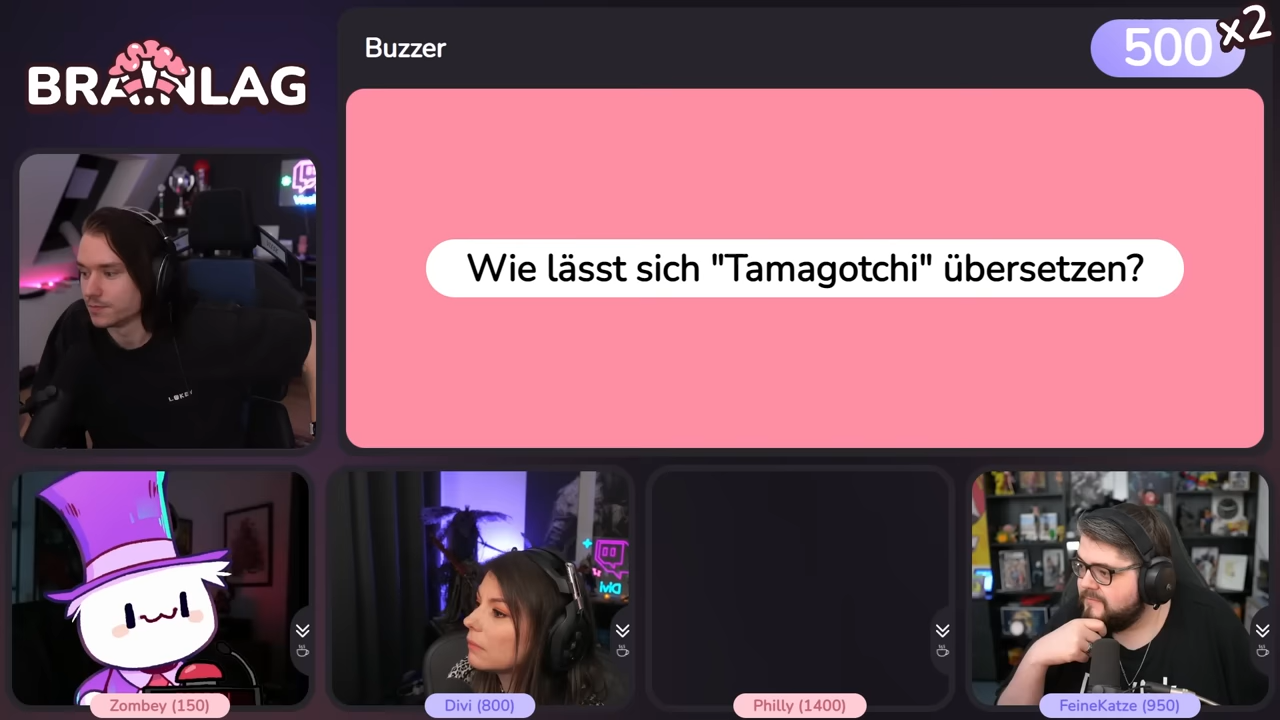 BRAINLAG
Buzzer
500
x2
Wie lässt sich "Tamagotchi" übersetzen?
Zombey (150)
Divi (800)
Philly (1400)
FeineKatze (950)